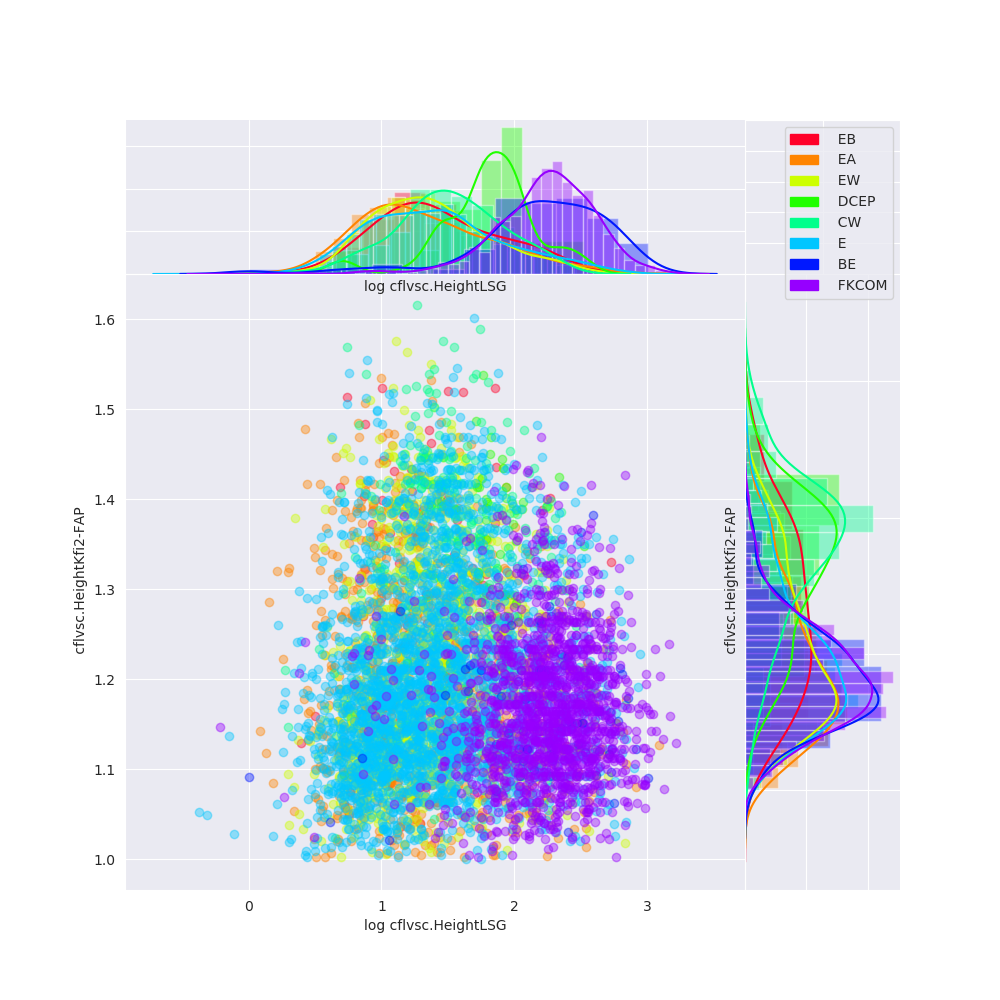 EB
EA
EW
DCEP
CW
E
BE
FKCOM
log cflvsc.HeightLSG
1.6
1.5
1.4
1.3
1.2
1.1
1.0
cflvsc.HeightKfi2-FAP
cflvsc.HeightKfi2-FAP
0 1 2 3
log cflvsc.HeightLSG